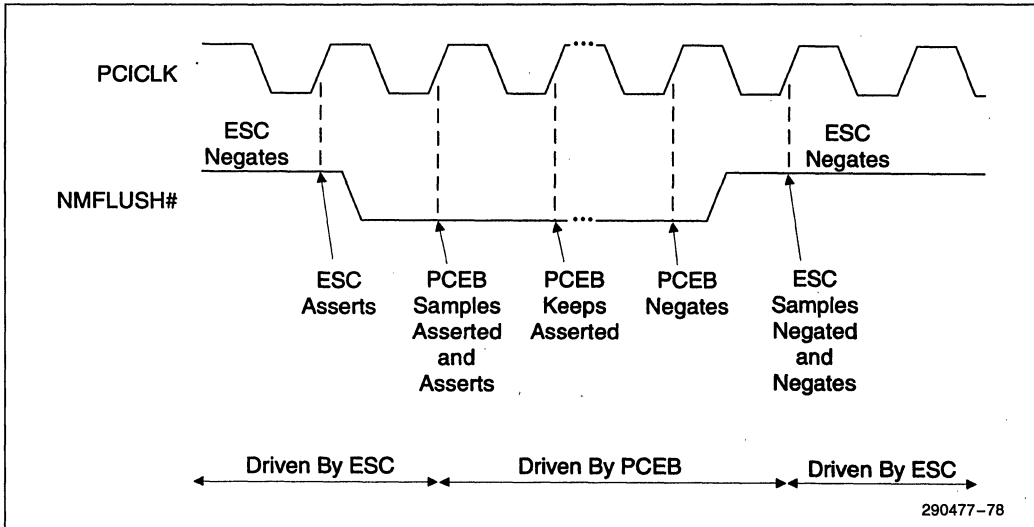 PCICLK
ESC
Negates
ESC
Negates
NMFLUSH#
ESC
Asserts
PCEB
Samples
Asserted
and
Asserts
PCEB
Keeps
Asserted
PCEB
Negates
ESC
Samples
Negated
and
Negates
Driven By ESC
Driven By PCEB
Driven By ESC
290477–78